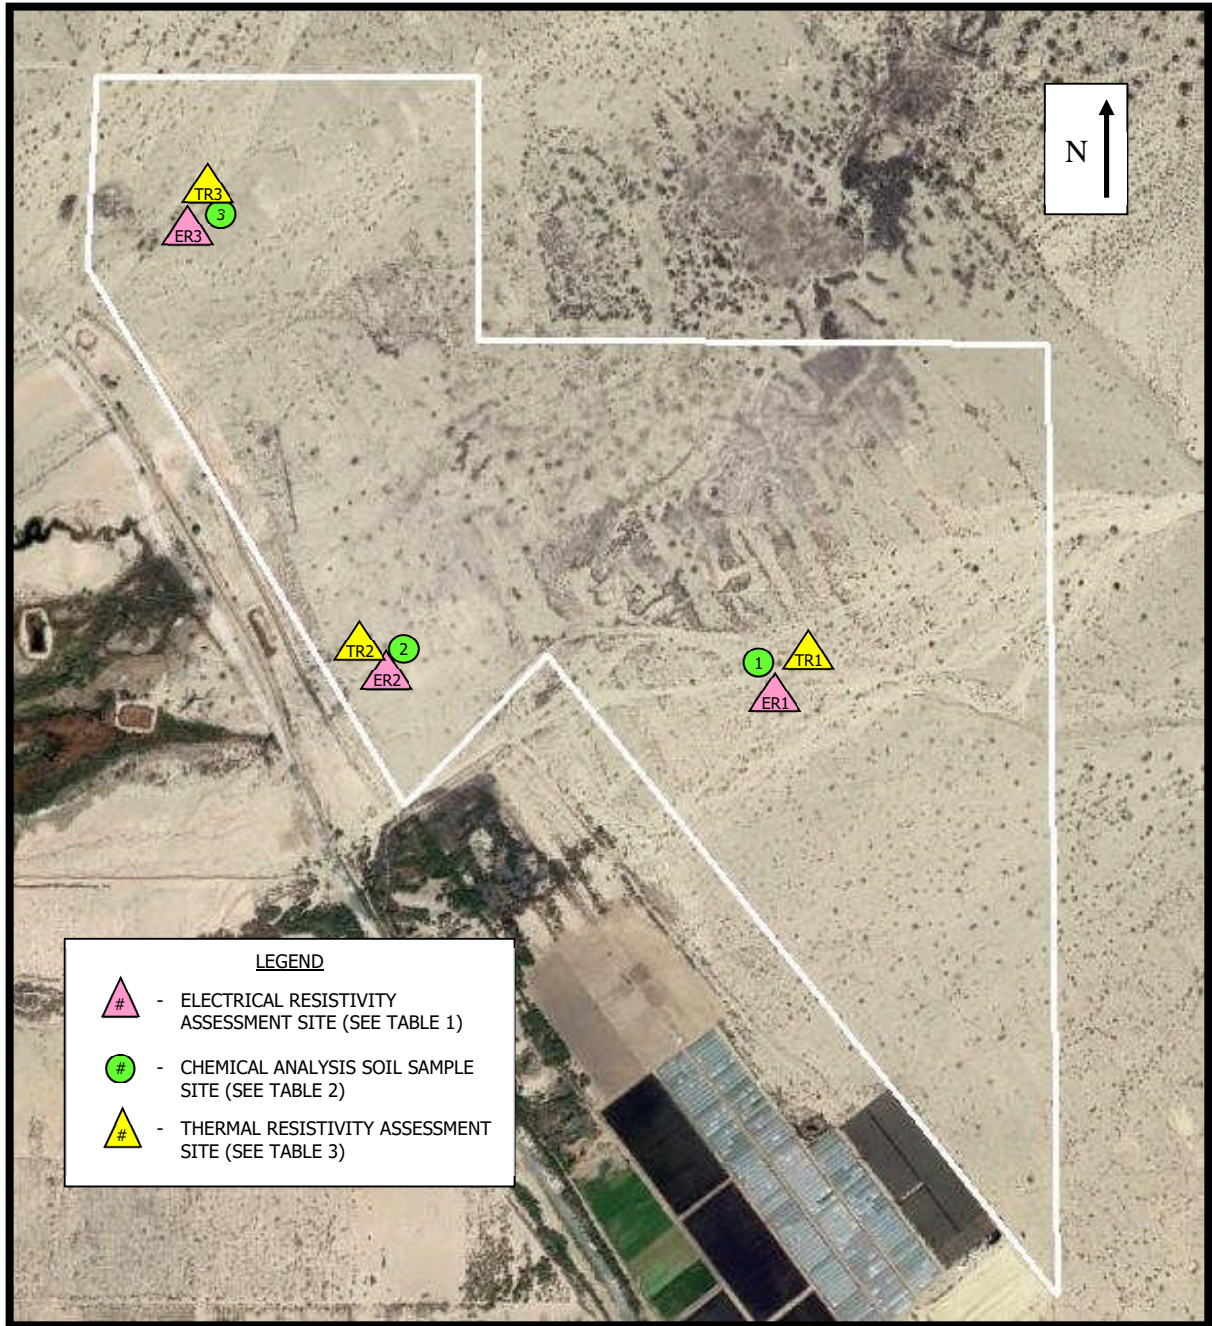 N
TR3
3
ER3
TR2
2
ER2
1
TR1
ER1
LEGEND
# - ELECTRICAL RESISTIVITY
ASSESSMENT SITE (SEE TABLE 1)
# - CHEMICAL ANALYSIS SOIL SAMPLE
SITE (SEE TABLE 2)
# - THERMAL RESISTIVITY ASSESSMENT
SITE (SEE TABLE 3)